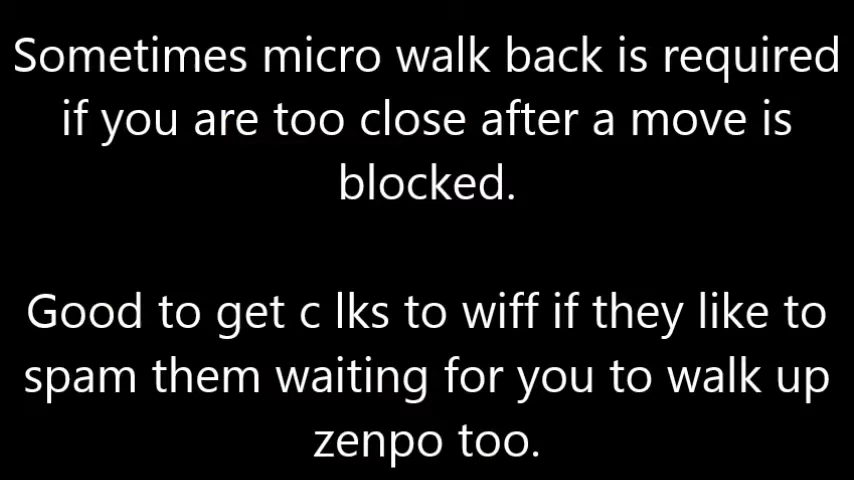 Sometimes micro walk back is required
if you are too close after a move is
blocked.
Good to get c lks to wiff if they like to
spam them waiting for you to walk up
zenpo too.